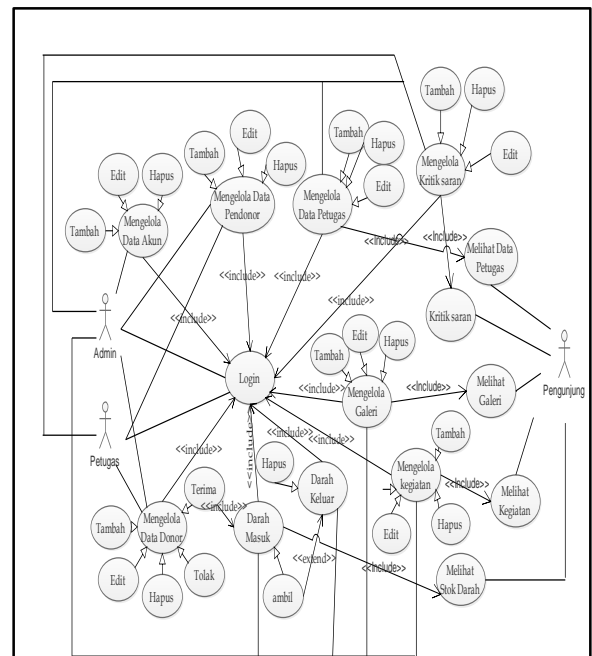 Tambah
Hapus
Edit
Mengelola
Kritik saran
Edit
Tambah
Hapus
Mengelola Data
Pendonor
Tambah
Hapus
Edit
Mengelola
Data Petugas
Edit
Hapus
Tambah
Mengelola
Data Akun
<<Include>>
<<Include>>
Melihat Data
Petugas
<<include>>
<<include>>
<<include>>
<<include>>
Kritik saran
Admin
Login
Edit
Tambah
Hapus
Mengelola
Galeri
<<include>>
<<Include>>
Melihat
Galeri
Pengunjung
Petugas
<<include>>
<<include>>
<<include>>
<<include>>
Tambah
Mengelola
kegiatan
<<Include>>
Melihat
Kegiatan
Edit
Hapus
Hapus
Darah
Keluar
Terima
<<include>>
Tambah
Mengelola
Data Donor
Darah
Masuk
Edit
Hapus
Tolak
ambil
<<extend>>
<<Include>>
Melihat
Stok Darah